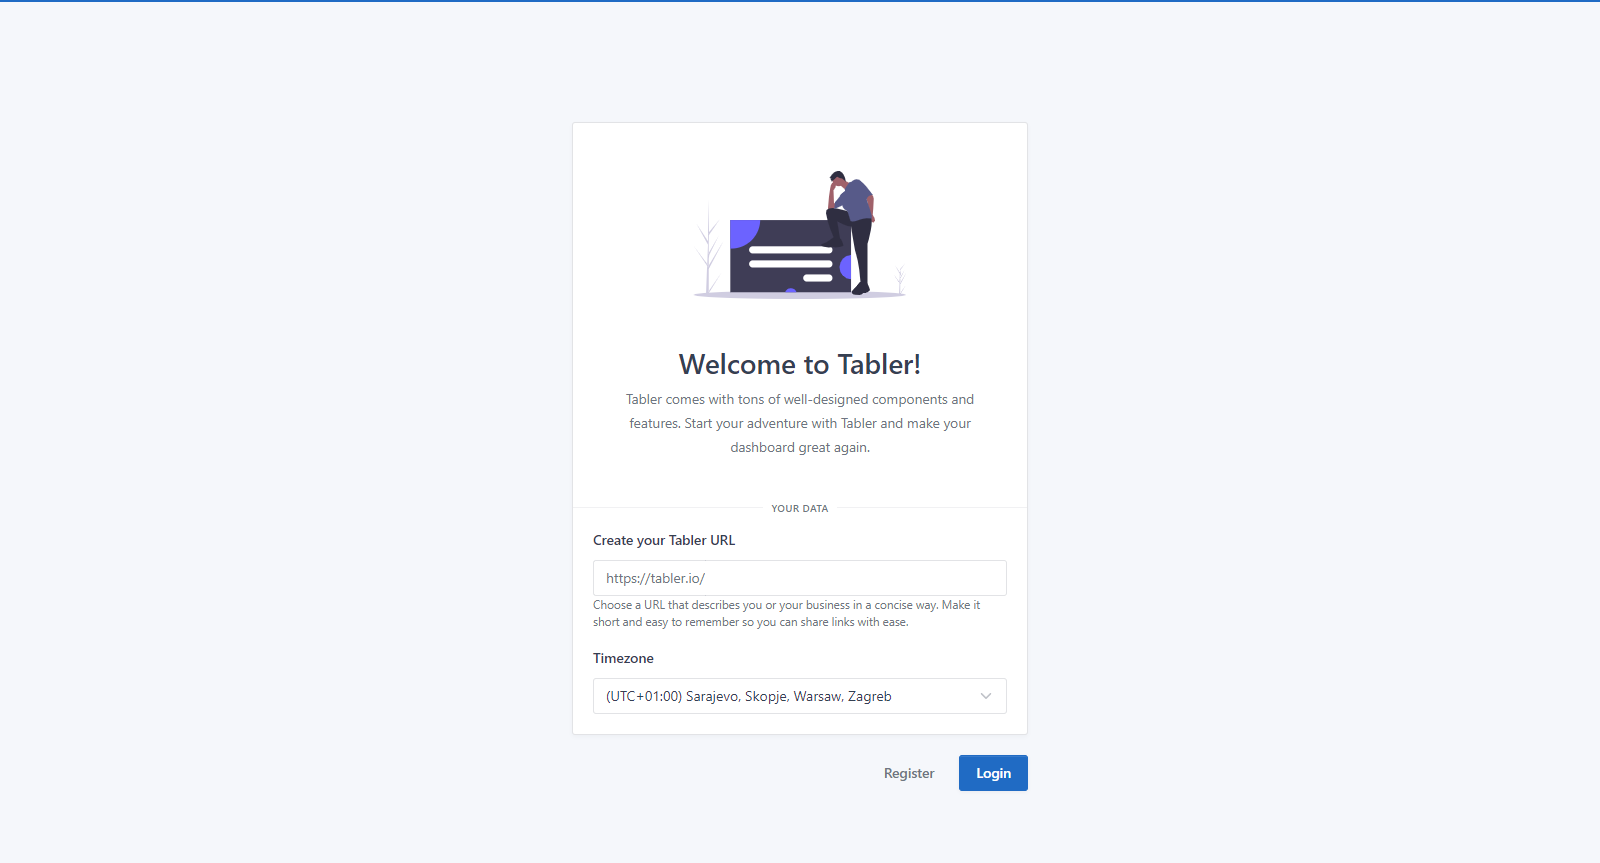 Welcome to Tabler!
Tabler comes with tons of well-designed components and
features. Start your adventure with Tabler and make your
dashboard great again.
YOUR DATA
Create your Tabler URL
https://tabler.io/
Choose a URL that describes you or your business in a concise way. Make it
short and easy to remember so you can share links with ease.
Timezone
(UTC+01:00) Sarajevo, Skopje, Warsaw, Zagreb
Register
Login